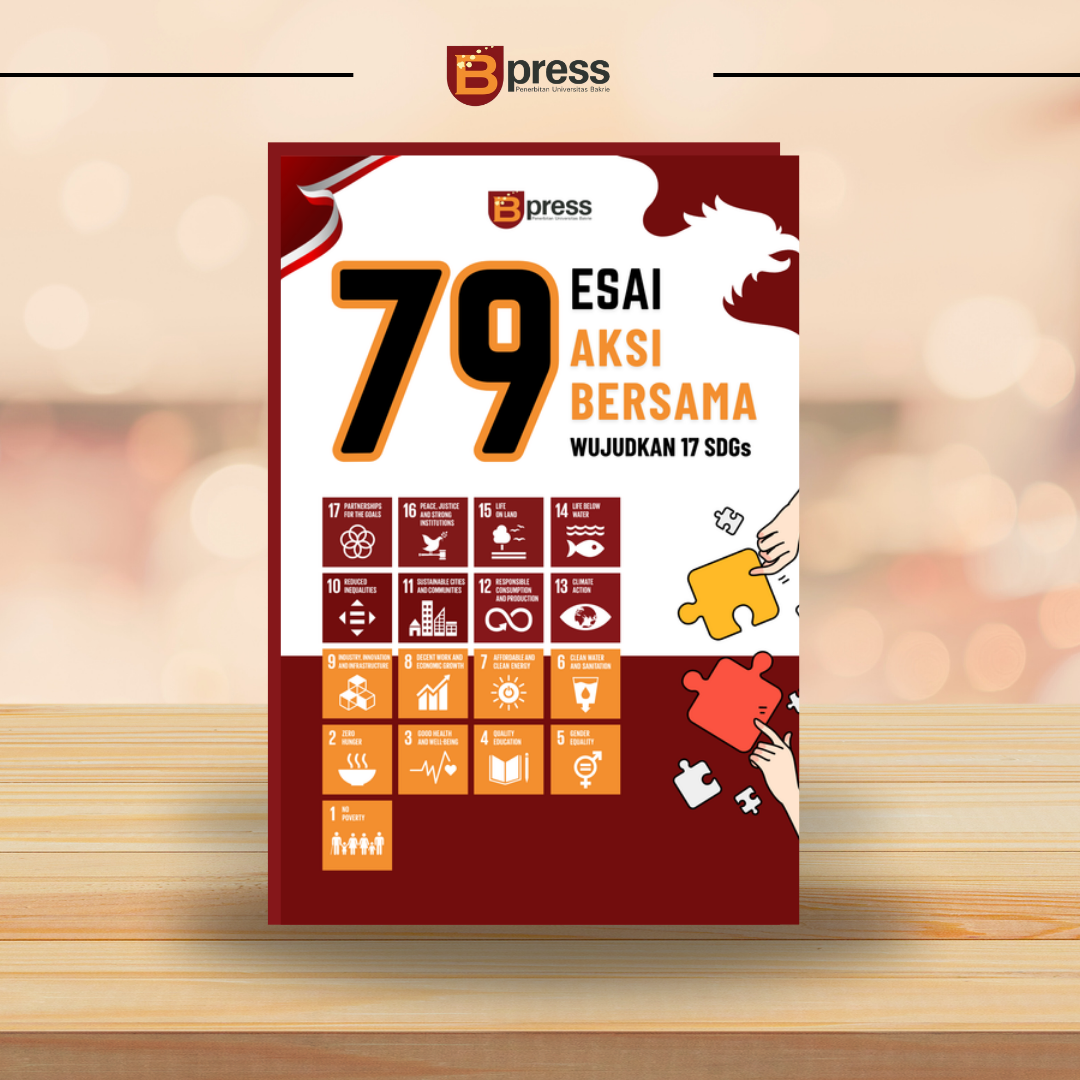 Bpress
Penerbitan Universitas Bakrie
Bpress
Penerbitan Universitas Bakrie
79
ESAI
AKSI
BERSAMA
WUJUDKAN 17 SDGs
17 PARTNERSHIPS
FOR THE GOALS
16 PEACE, JUSTICE
AND STRONG
INSTITUTIONS
15 LIFE
ON LAND
14 LIFE BELOW
WATER
10 REDUCED
INEQUALITIES
11 SUSTAINABLE CITIES
AND COMMUNITIES
12 RESPONSIBLE
CONSUMPTION
AND PRODUCTION
13 CLIMATE
ACTION
9 INDUSTRY, INNOVATION
AND INFRASTRUCTURE
8 DECENT WORK AND
ECONOMIC GROWTH
7 AFFORDABLE AND
CLEAN ENERGY
6 CLEAN WATER
AND SANITATION
2 ZERO
HUNGER
3 GOOD HEALTH
AND WELL-BEING
4 QUALITY
EDUCATION
5 GENDER
EQUALITY
1 NO
POVERTY